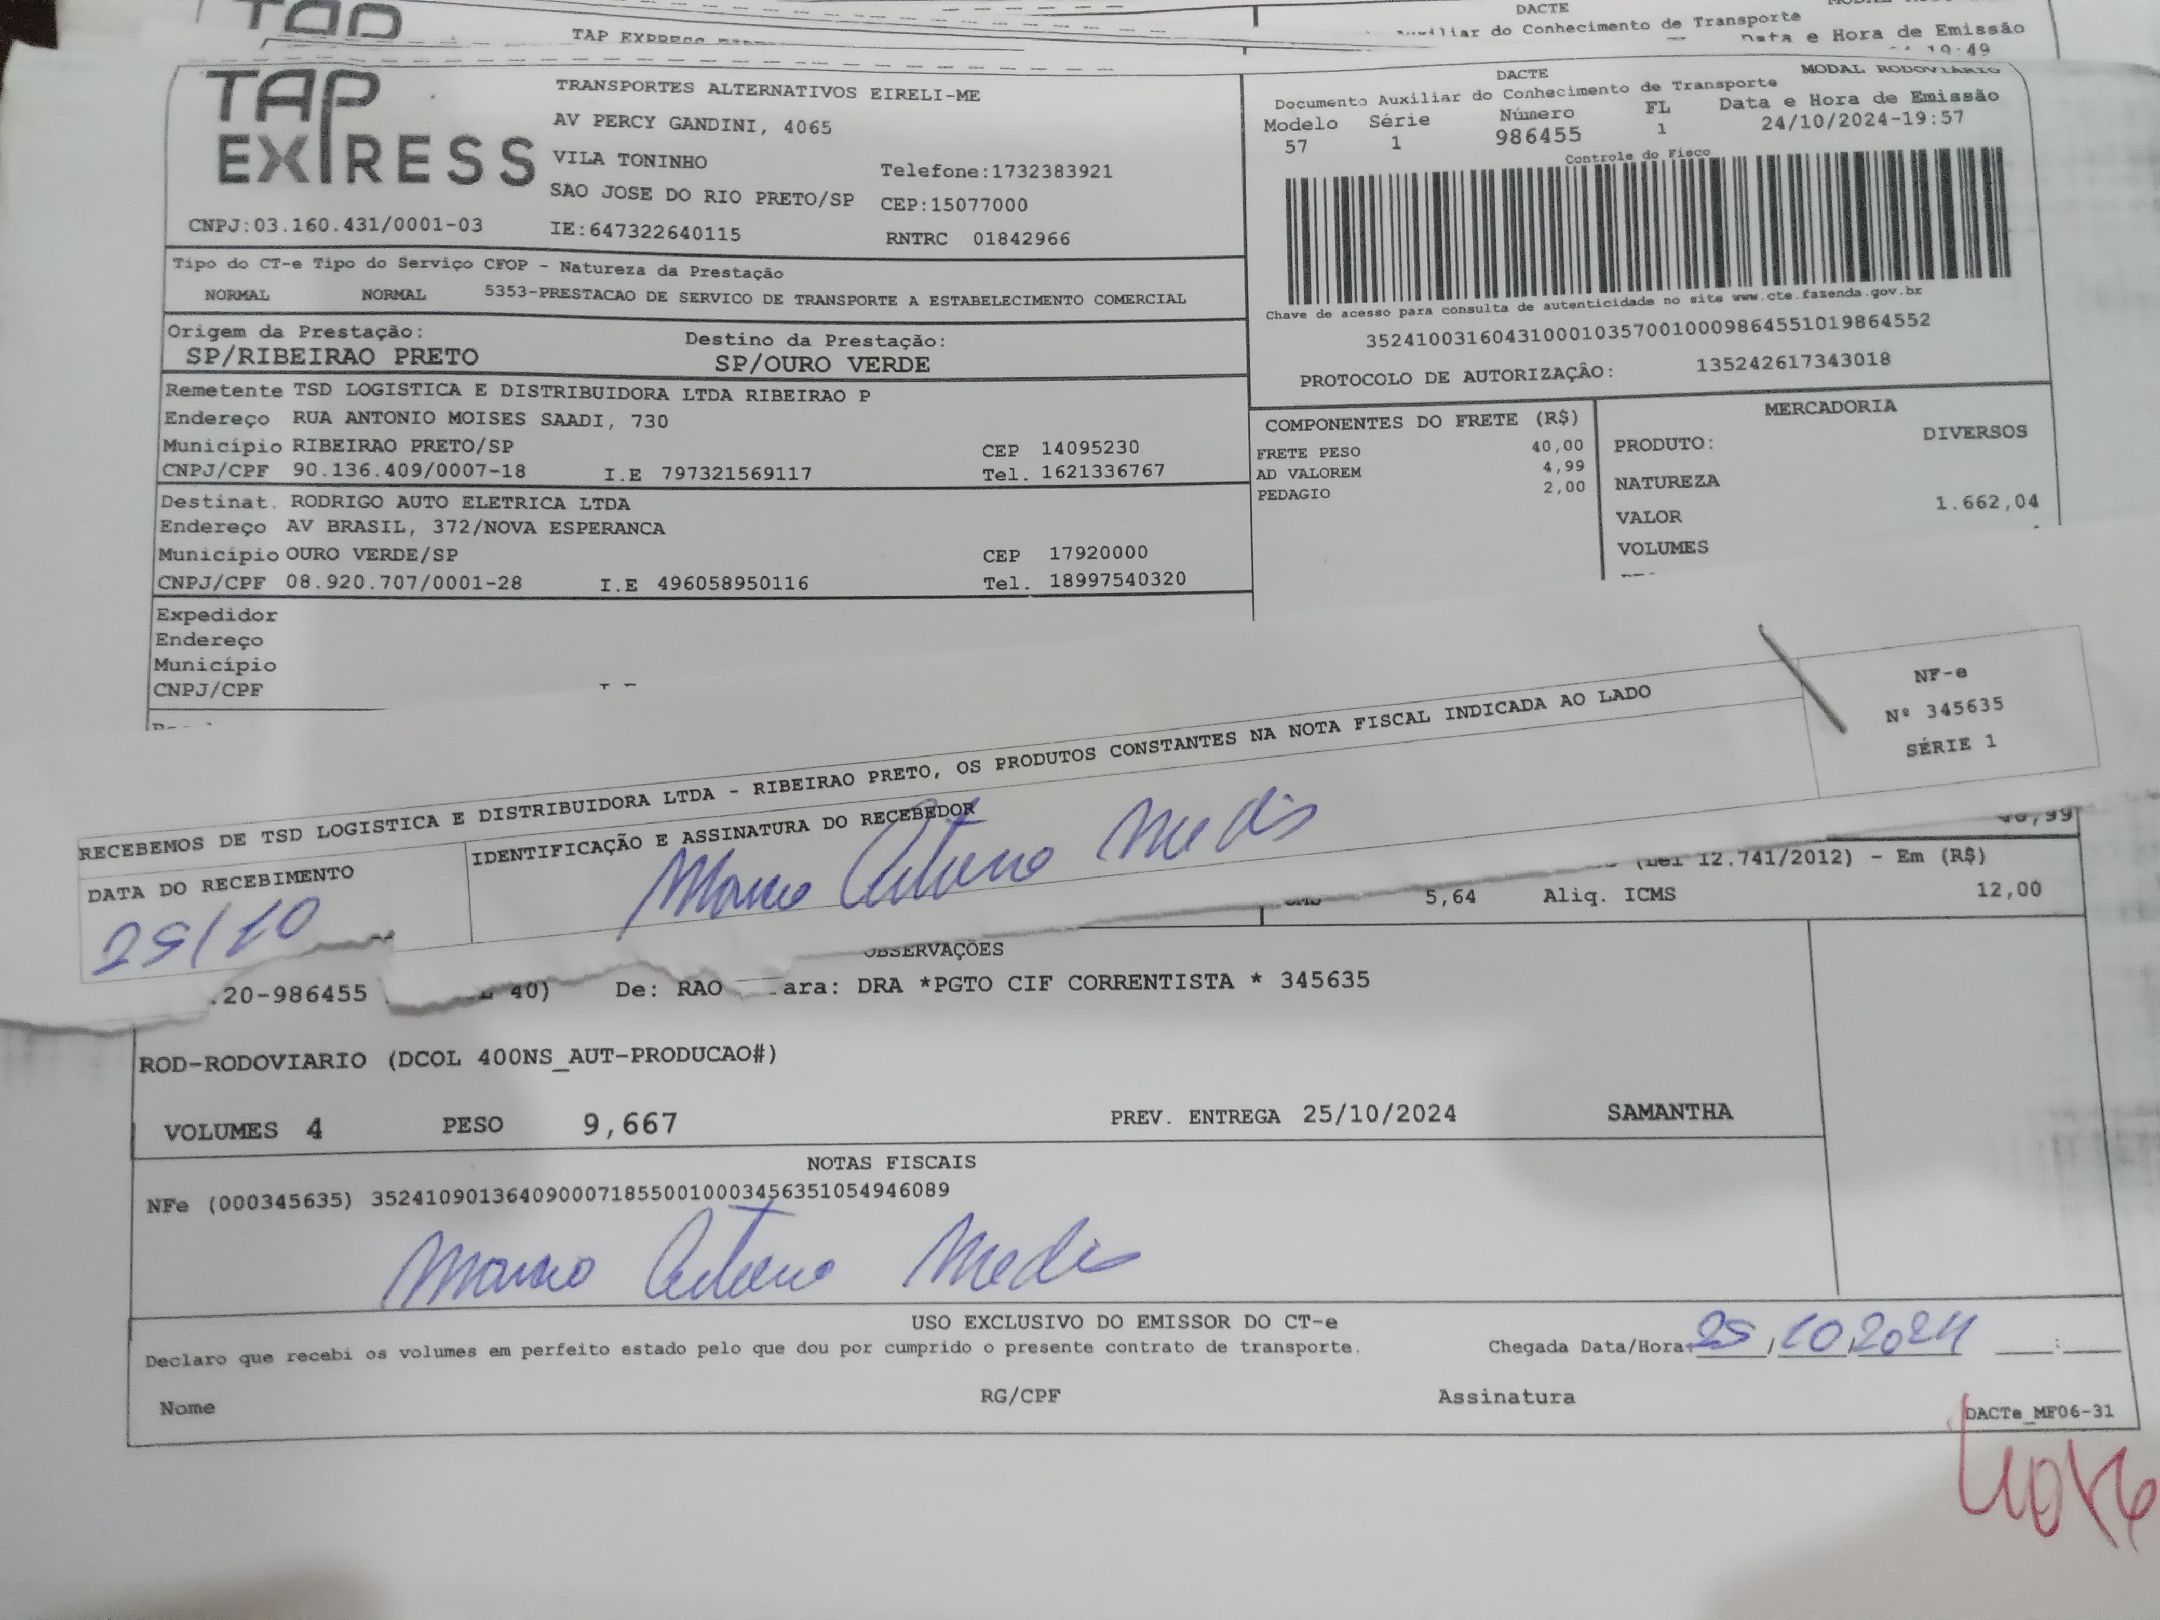 TAP EXPRESS
DACTE
Auxiliar do Conhecimento de Transporte
e Hora de Emissão
19:49
TAP EXPRESS
CNPJ:03.160.431/0001-03
TRANSPORTES ALTERNATIVOS EIRELI-ME
AV PERCY GANDINI, 4065
VILA TONINHO
Telefone:1732383921
SAO JOSE DO RIO PRETO/SP CEP:15077000
IE:647322640115 RNTRC 01842966
DACTE MODAL RODOVIÁRIO
Documento Auxiliar do Conhecimento de Transporte
Modelo Série Número FL Data e Hora de Emissão
57 1 986455 1 24/10/2024-19:57
Controle do Fisco
Chave de acesso para consulta de autenticidade no site www.cte.fazenda.gov.br
35241003160431000103570010009864551019864552
PROTOCOLO DE AUTORIZAÇÂO: 135242617343018
Tipo do CT-e Tipo do Serviço CFOP - Natureza da Prestação
NORMAL NORMAL 5353-PRESTACAO DE SERVICO DE TRANSPORTE A ESTABELECIMENTO COMERCIAL
Origem da Prestação: Destino da Prestação:
SP/RIBEIRAO PRETO SP/OURO VERDE
Remetente TSD LOGISTICA E DISTRIBUIDORA LTDA RIBEIRAO P
Endereço RUA ANTONIO MOISES SAADI, 730
Município RIBEIRAO PRETO/SP CEP 14095230
CNPJ/CPF 90.136.409/0007-18 I.E 797321569117 Tel. 1621336767
Destinat. RODRIGO AUTO ELETRICA LTDA
Endereço AV BRASIL, 372/NOVA ESPERANCA
Município OURO VERDE/SP CEP 17920000
CNPJ/CPF 08.920.707/0001-28 I.E 496058950116 Tel. 18997540320
Expedidor
Endereço
Município
CNPJ/CPF
COMPONENTES DO FRETE (R$)
FRETE PESO 40,00
AD VALOREM 4,99
PEDAGIO 2,00
MERCADORIA
PRODUTO: DIVERSOS
NATUREZA
VALOR 1.662,04
VOLUMES
RECEBEMOS DE TSD LOGISTICA E DISTRIBUIDORA LTDA - RIBEIRAO PRETO, OS PRODUTOS CONSTANTES NA NOTA FISCAL INDICADA AO LADO
NF-e
Nº 345635
SÉRIE 1
DATA DO RECEBIMENTO
25/10
IDENTIFICAÇÃO E ASSINATURA DO RECEBEDOR
46,99
(Lei 12.741/2012) - Em (R$)
5,64 Aliq. ICMS 12,00
OBSERVAÇÕES
.20-986455 40) De: RAO ara: DRA *PGTO CIF CORRENTISTA * 345635
ROD-RODOVIARIO (DCOL 400NS_AUT-PRODUCAO#)
VOLUMES 4 PESO 9,667 PREV. ENTREGA 25/10/2024 SAMANTHA
NOTAS FISCAIS
NFe (000345635) 35241090136409000718550010003456351054946089
USO EXCLUSIVO DO EMISSOR DO CT-e
Declaro que recebi os volumes em perfeito estado pelo que dou por cumprido o presente contrato de transporte. Chegada Data/Hora: 25/10/2024 __:__
Nome RG/CPF Assinatura
DACTe_MF06-31